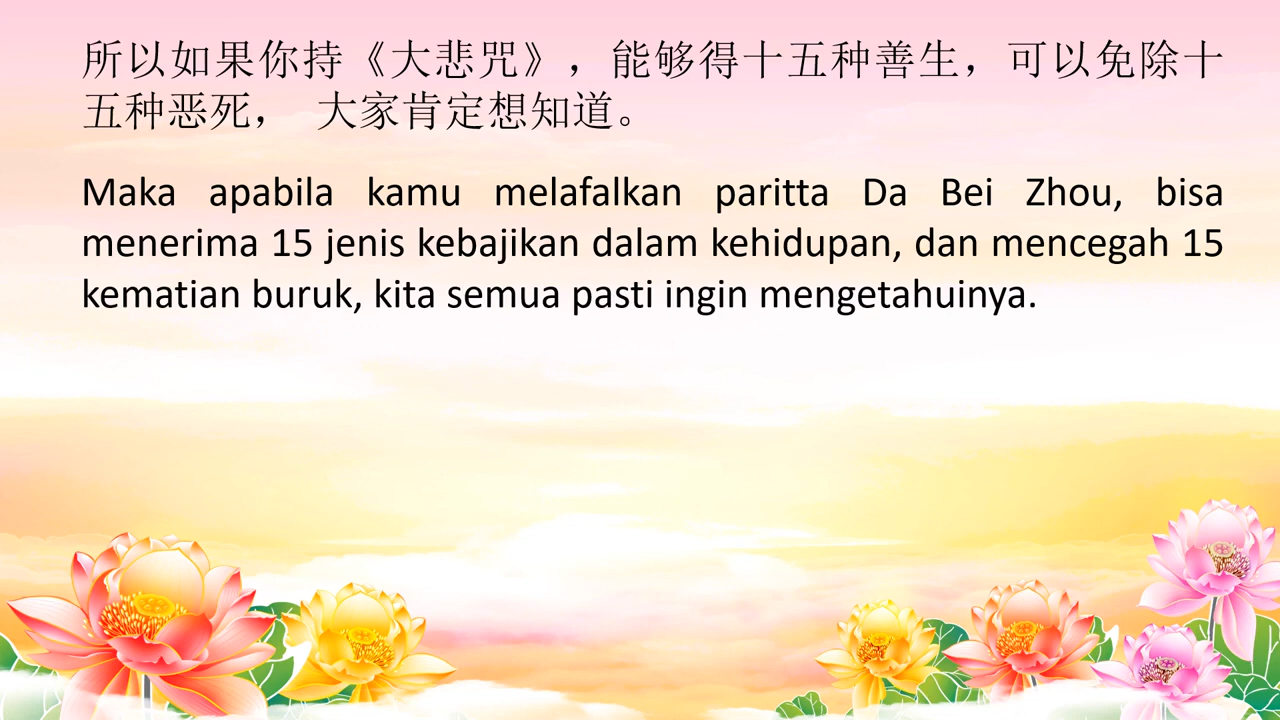 所以如果你持《大悲咒》，能够得十五种善生，可以免除十
五种恶死， 大家肯定想知道。
Maka apabila kamu melafalkan paritta Da Bei Zhou, bisa
menerima 15 jenis kebajikan dalam kehidupan, dan mencegah 15
kematian buruk, kita semua pasti ingin mengetahuinya.